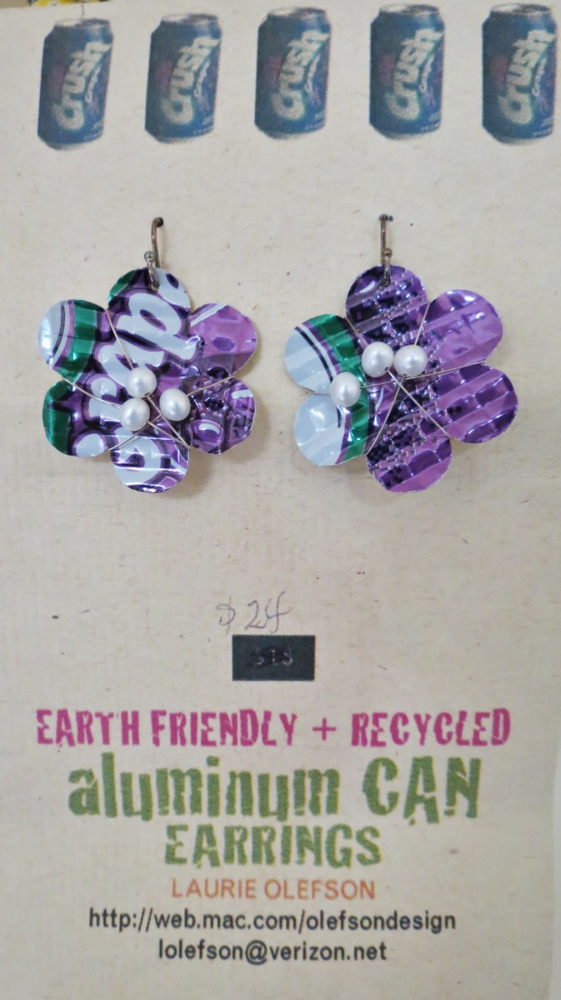 Crush Crush Crush Crush Crush
$24
EARTH FRIENDLY + RECYCLED
aluminum CAN
EARRINGS
LAURIE OLEFSON
http://web.mac.com/olefsondesign
lolefson@verizon.net